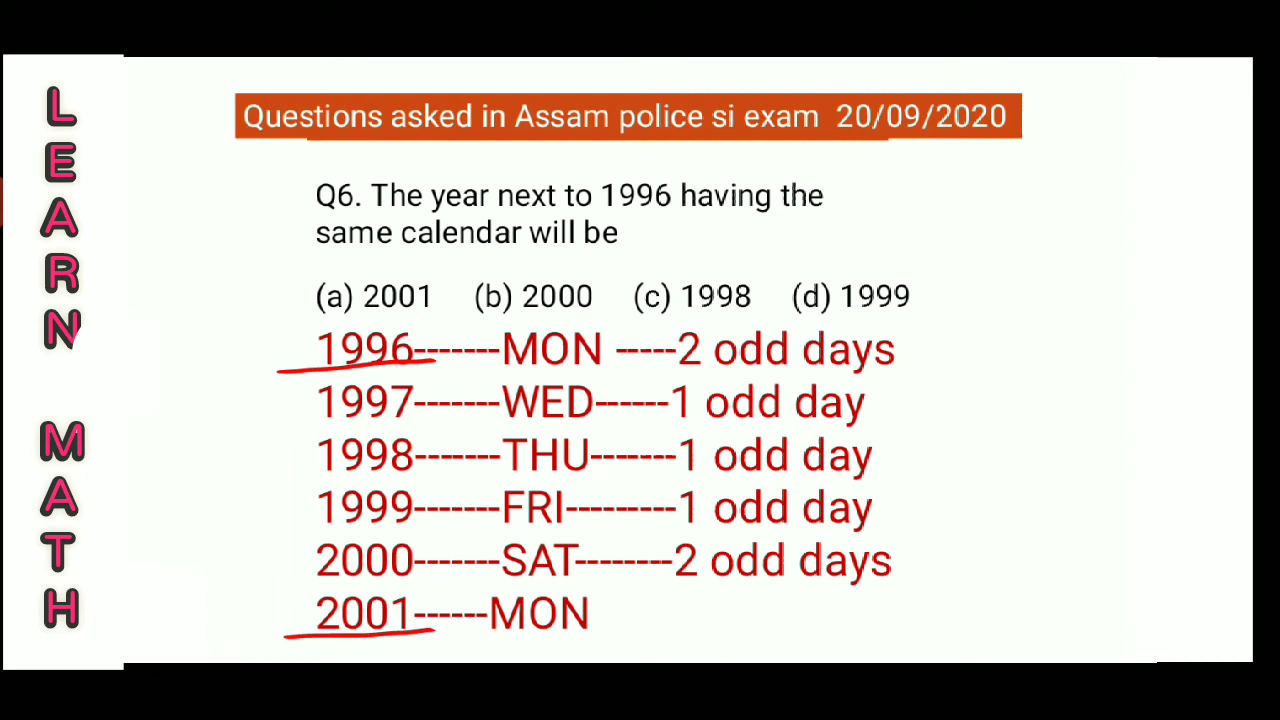 LEARN MATH
Questions asked in Assam police si exam 20/09/2020
Q6. The year next to 1996 having the
same calendar will be
(a) 2001 (b) 2000 (c) 1998 (d) 1999
1996-------MON -----2 odd days
1997-------WED------1 odd day
1998-------THU-------1 odd day
1999-------FRI---------1 odd day
2000-------SAT--------2 odd days
2001------MON